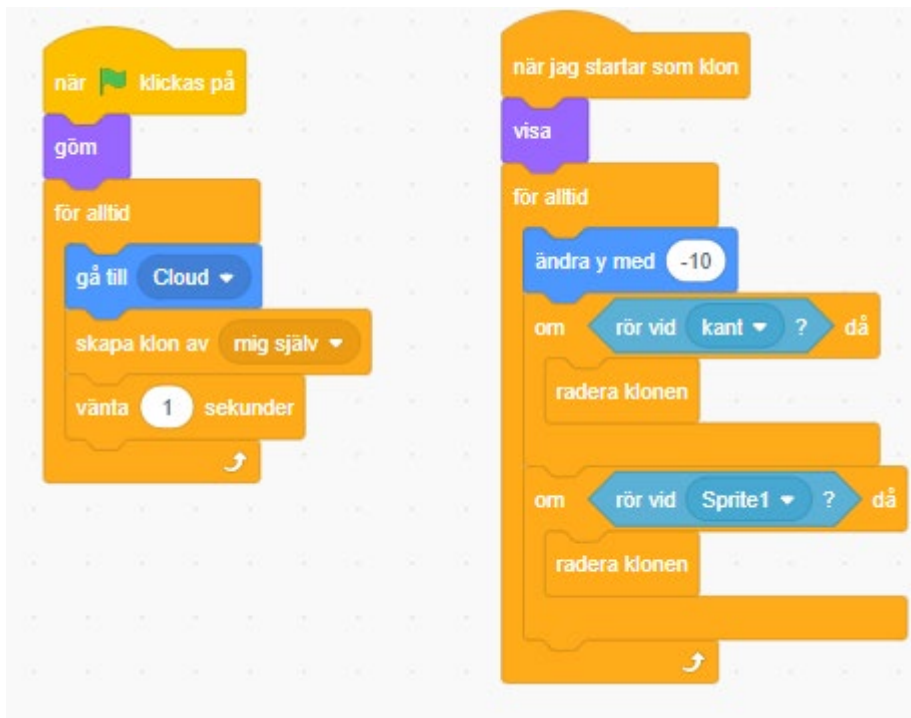 när klickas på
göm
för alltid
gå till Cloud
skapa klon av mig själv
vänta 1 sekunder
när jag startar som klon
visa
för alltid
ändra y med -10
om rör vid kant ? då
radera klonen
om rör vid Sprite1 ? då
radera klonen